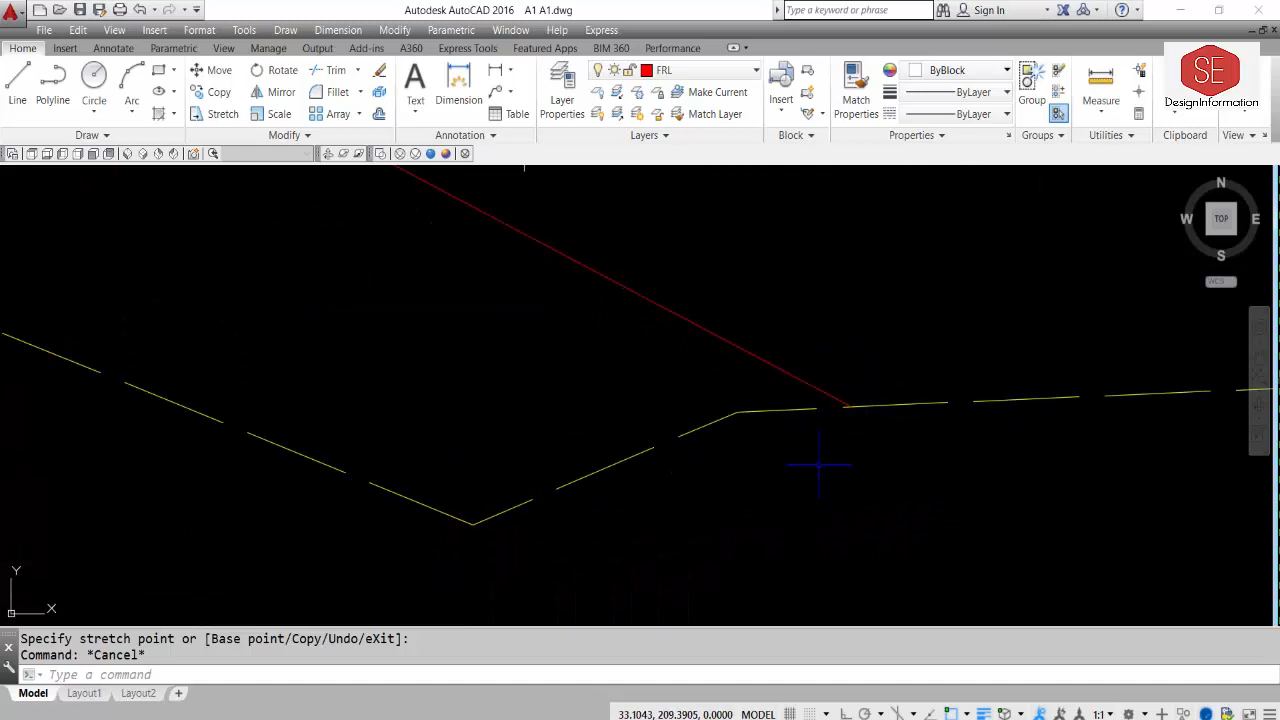 Autodesk AutoCAD 2016 A1 A1.dwg
Type a keyword or phrase
Sign In
File Edit View Insert Format Tools Draw Dimension Modify Parametric Window Help Express
Home Insert Annotate Parametric View Manage Output Add-ins A360 Express Tools Featured Apps BIM 360 Performance
Line Polyline Circle Arc
Move Rotate Trim
Copy Mirror Fillet
Stretch Scale Array
Text Dimension Table
Layer Properties
FRL
Make Current
Match Layer
Insert
Match Properties
ByBlock
ByLayer
ByLayer
Group
Measure
SE
DesignInformation
Draw Modify Annotation Layers Block Properties Groups Utilities Clipboard View
N
W TOP E
S
WCS
Y
X
Specify stretch point or [Base point/Copy/Undo/eXit]:
Command: *Cancel*
Type a command
Model Layout1 Layout2 +
33.1043, 209.3905, 0.0000 MODEL 1:1